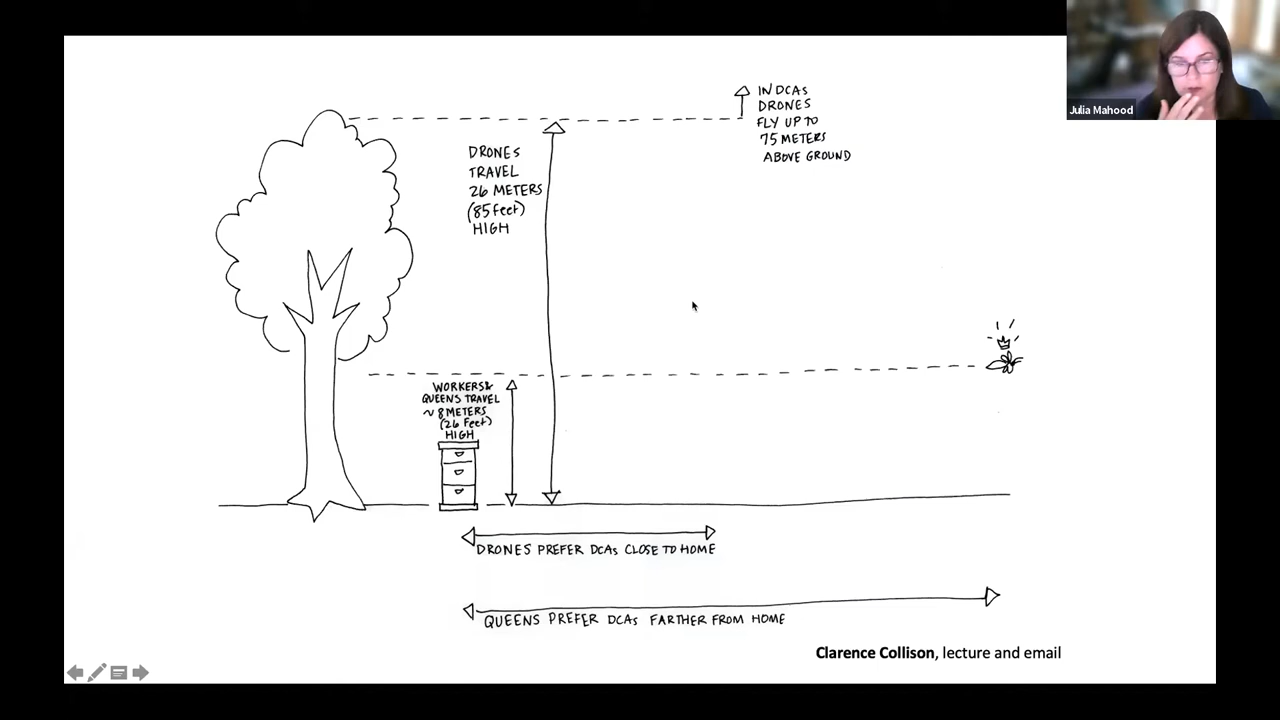 Julia Mahood
IN DCAs
DRONES
FLY UP TO
75 METERS
ABOVE GROUND
DRONES
TRAVEL
26 METERS
(85 feet)
HIGH
WORKERS &
QUEENS TRAVEL
~ 8 METERS
(26 Feet)
HIGH
DRONES PREFER DCAs CLOSE TO HOME
QUEENS PREFER DCAs FARTHER FROM HOME
Clarence Collison, lecture and email